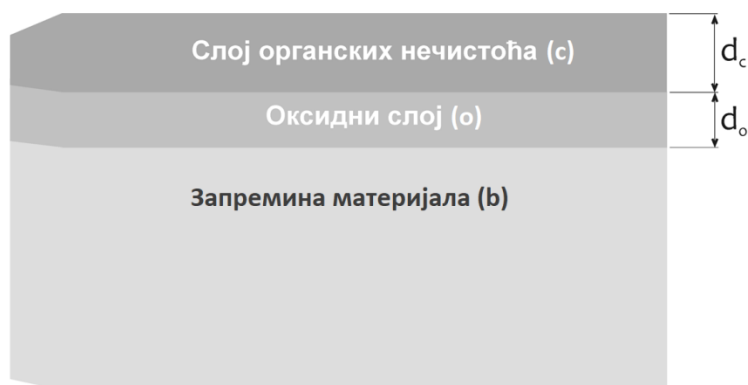 Слој органских нечистоћа (c)
d_c
Оксидни слој (o)
d_o
Запремина материјала (b)